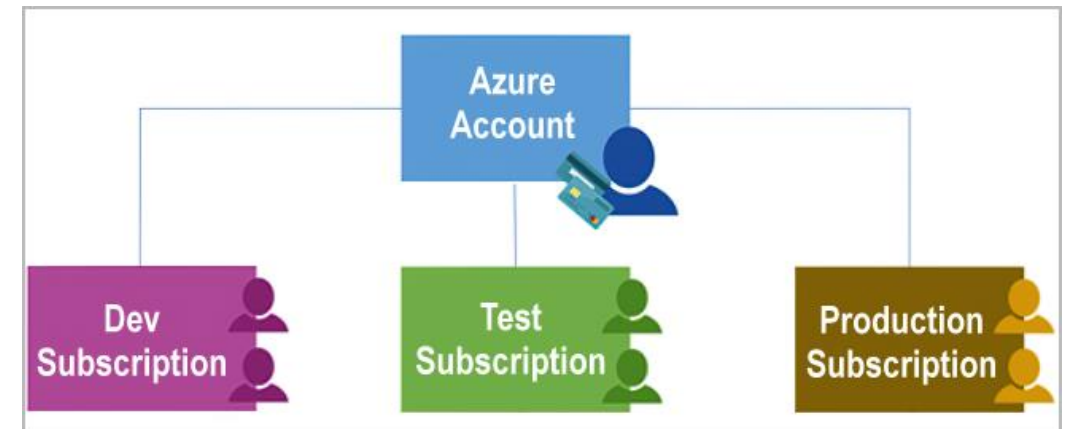 Azure
Account
Dev
Subscription
Test
Subscription
Production
Subscription